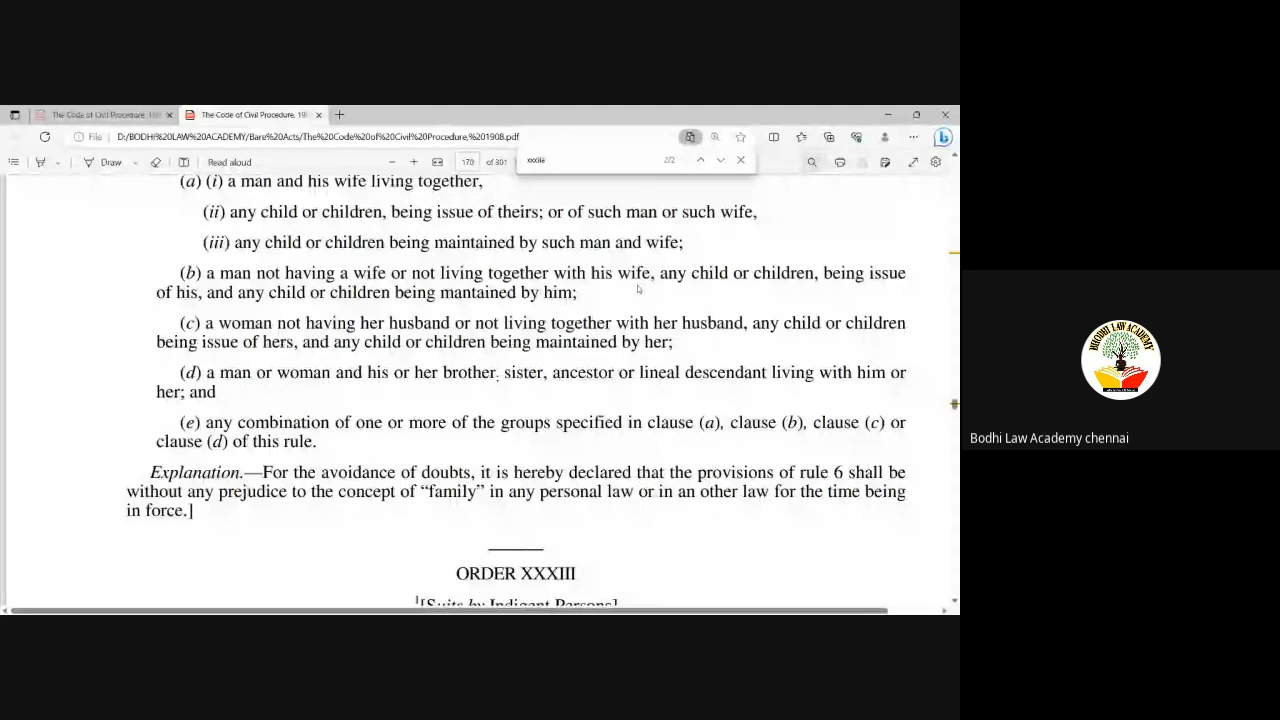 The Code of Civil Procedure, 19
The Code of Civil Procedure, 19
File
D:/BODHI%20LAW%20ACADEMY/Bare%20Acts/The%20Code%20of%20Civil%20Procedure,%201908.pdf
Draw
Read aloud
170 of 301
xxxiia
2/2
(a) (i) a man and his wife living together,
(ii) any child or children, being issue of theirs; or of such man or such wife,
(iii) any child or children being maintained by such man and wife;
(b) a man not having a wife or not living together with his wife, any child or children, being issue
of his, and any child or children being mantained by him;
(c) a woman not having her husband or not living together with her husband, any child or children
being issue of hers, and any child or children being maintained by her;
(d) a man or woman and his or her brother, sister, ancestor or lineal descendant living with him or
her; and
(e) any combination of one or more of the groups specified in clause (a), clause (b), clause (c) or
clause (d) of this rule.
Explanation.—For the avoidance of doubts, it is hereby declared that the provisions of rule 6 shall be
without any prejudice to the concept of “family” in any personal law or in an other law for the time being
in force.]
ORDER XXXIII
1[Suits by Indigent Persons]
BHODHI LAW ACADEMY
Bodhi Law Academy chennai